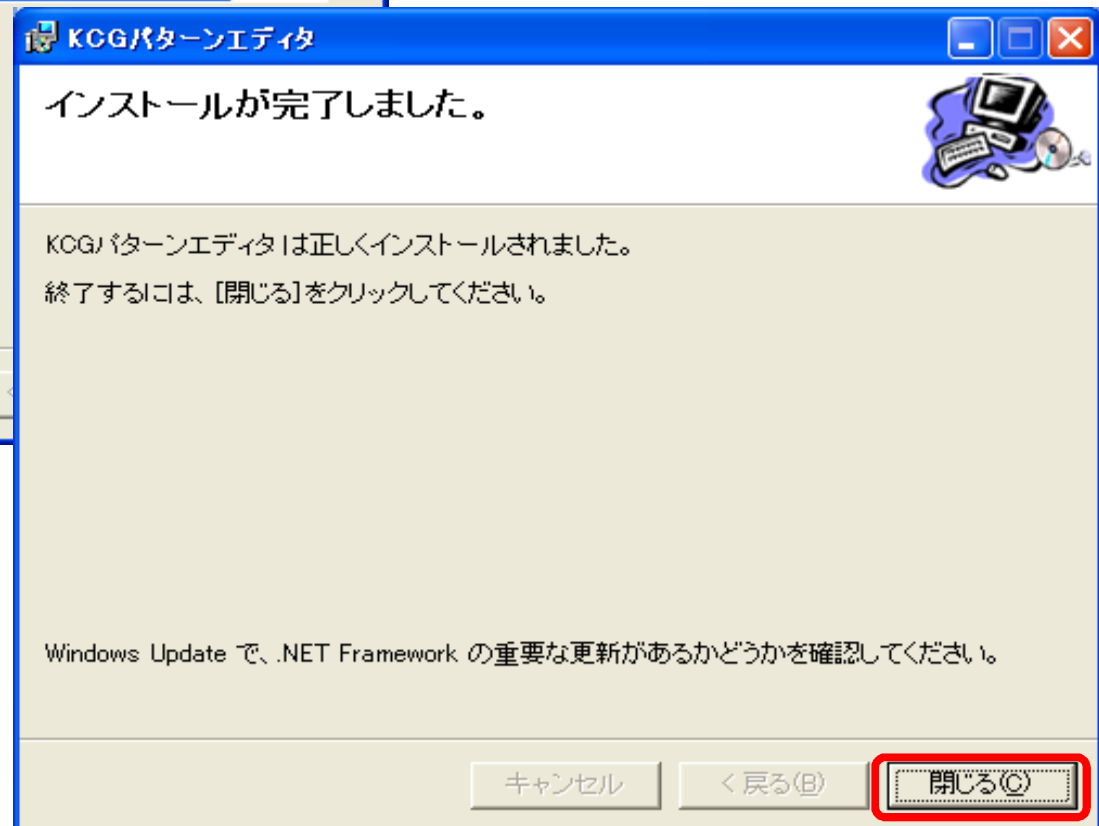 KCGパターンエディタ
インストールが完了しました。
KCGパターンエディタ は正しくインストールされました。
終了するには、[閉じる]をクリックしてください。
Windows Update で、.NET Framework の重要な更新があるかどうかを確認してください。
キャンセル
< 戻る(B)
閉じる(C)